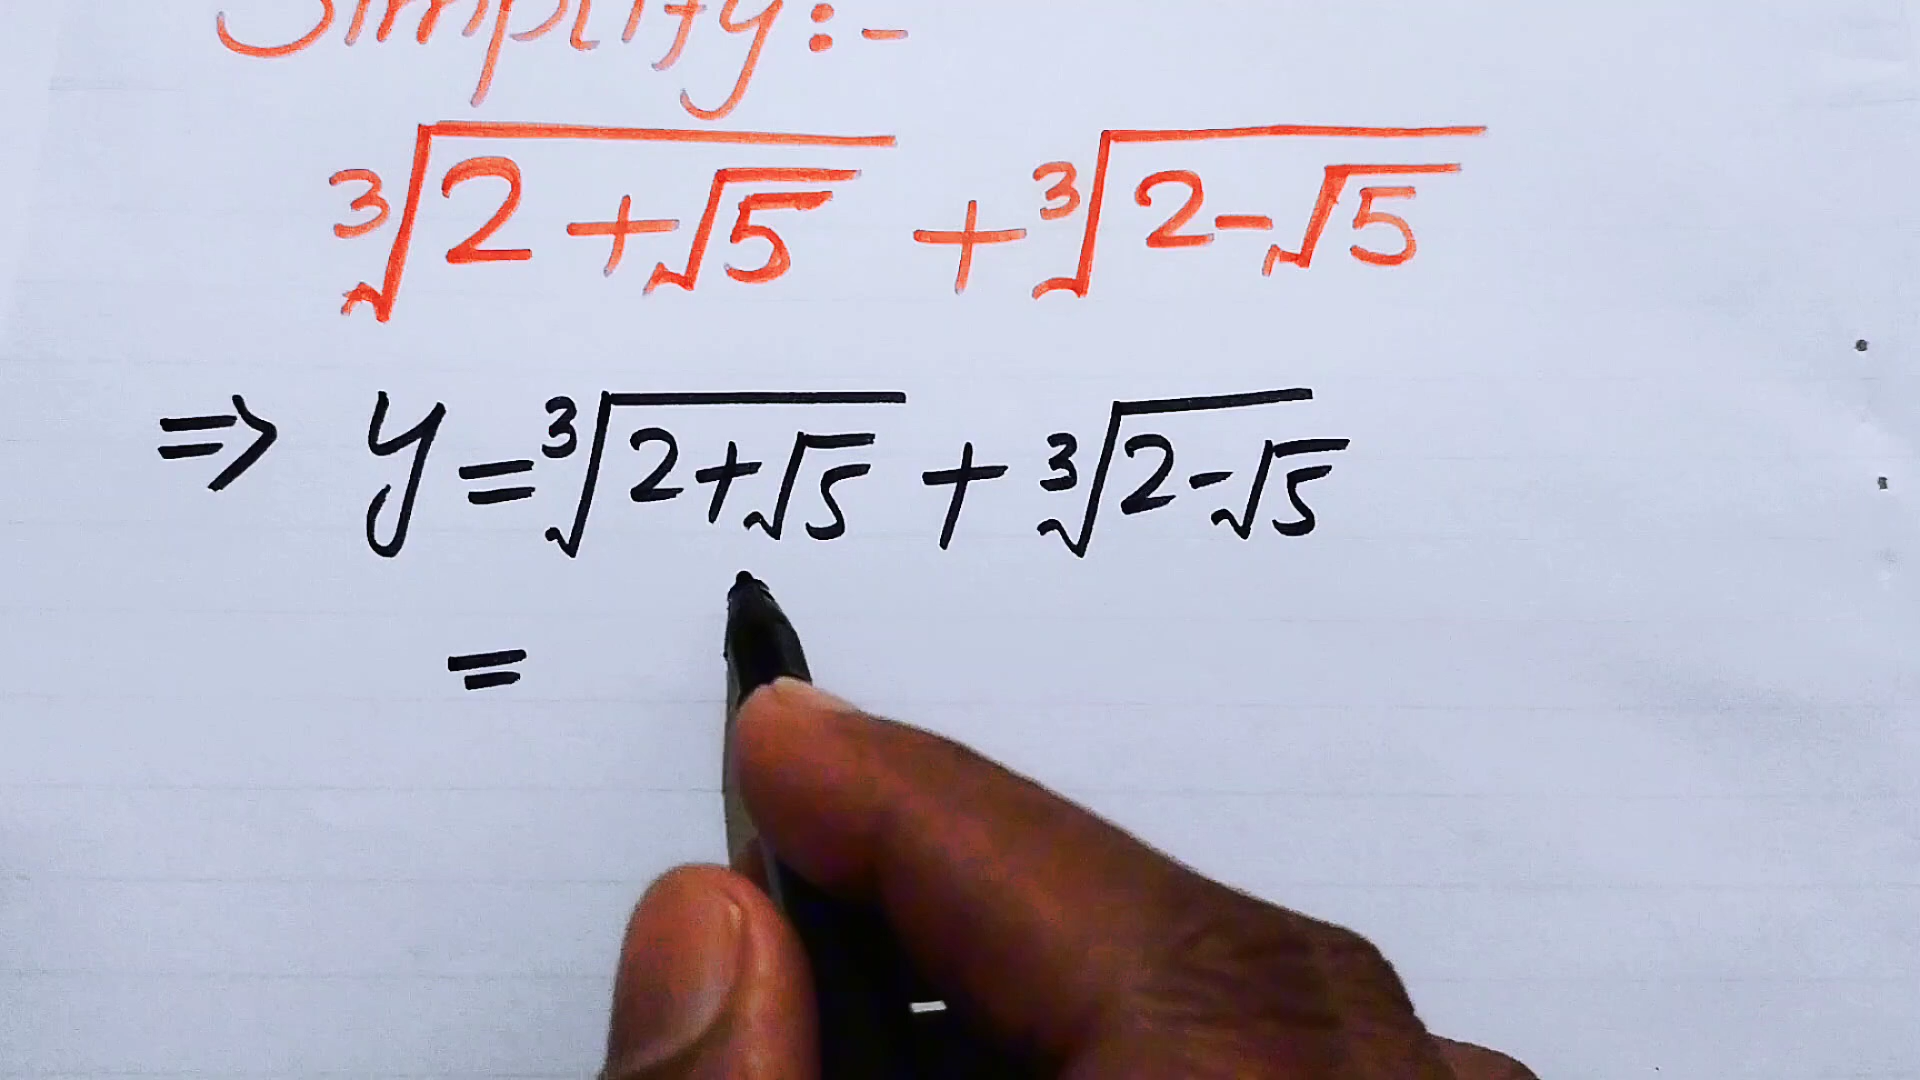 Simplify:-
∛(2+√5) + ∛(2-√5)
⇒ y = ∛(2+√5) + ∛(2-√5)
=